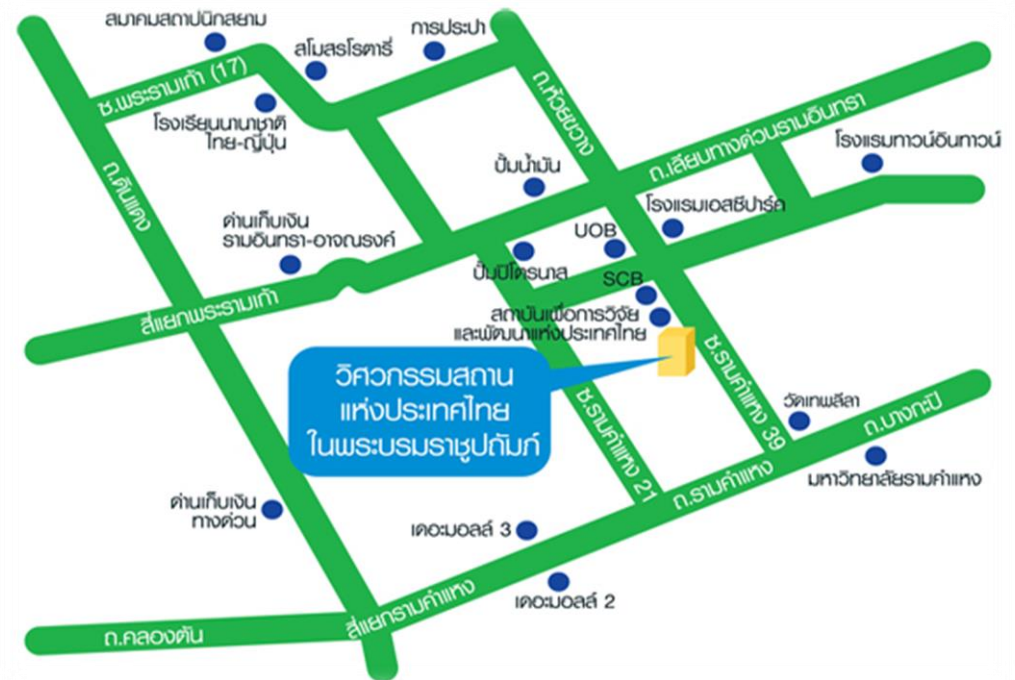 สมาคมสถาปนิกสยาม
สโมสรโรตารี่
การประปา
ซ.พระรามเก้า (17)
โรงเรียนนานาชาติ
ไทย-ญี่ปุ่น
ถ.ห้วยขวาง
ถ.เลียบทางด่วนรามอินทรา
โรงแรมทาวน์อินทาวน์
ถ.ดินแดง
ปั้มน้ำมัน
โรงแรมเอสซีปาร์ค
ด่านเก็บเงิน
รามอินทรา-อาจณรงค์
UOB
ปั้มปิโตรนาส
SCB
สี่แยกพระรามเก้า
สถาบันเพื่อการวิจัย
และพัฒนาแห่งประเทศไทย
วิศวกรรมสถาน
แห่งประเทศไทย
ในพระบรมราชูปถัมภ์
ซ.รามคำแหง 39
ซ.รามคำแหง 21
วัดเทพลีลา
ถ.บางกะปิ
ถ.รามคำแหง
มหาวิทยาลัยรามคำแหง
ด่านเก็บเงิน
ทางด่วน
เดอะมอลล์ 3
เดอะมอลล์ 2
สี่แยกรามคำแหง
ถ.คลองตัน